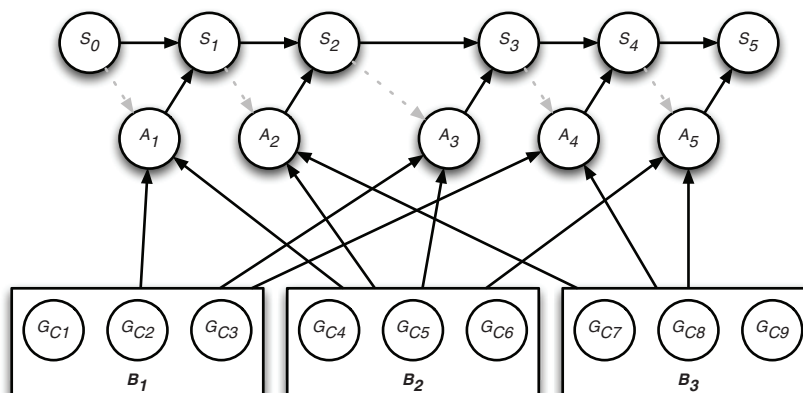 S0 S1 S2 S3 S4 S5
A1 A2 A3 A4 A5
GC1 GC2 GC3 GC4 GC5 GC6 GC7 GC8 GC9
B1 B2 B3